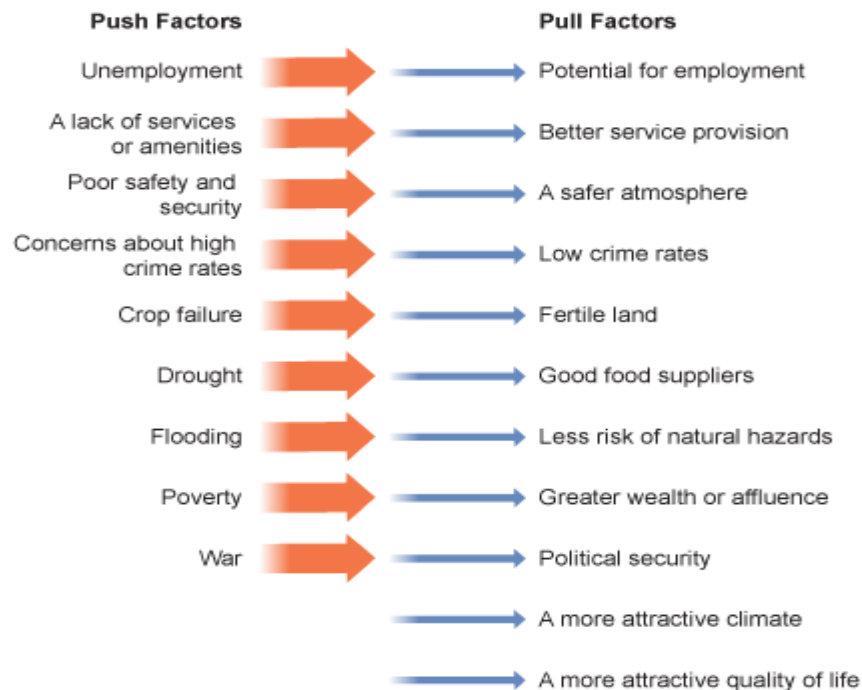 Push Factors Pull Factors
Unemployment Potential for employment
A lack of services
or amenities Better service provision
Poor safety and
security A safer atmosphere
Concerns about high
crime rates Low crime rates
Crop failure Fertile land
Drought Good food suppliers
Flooding Less risk of natural hazards
Poverty Greater wealth or affluence
War Political security
A more attractive climate
A more attractive quality of life